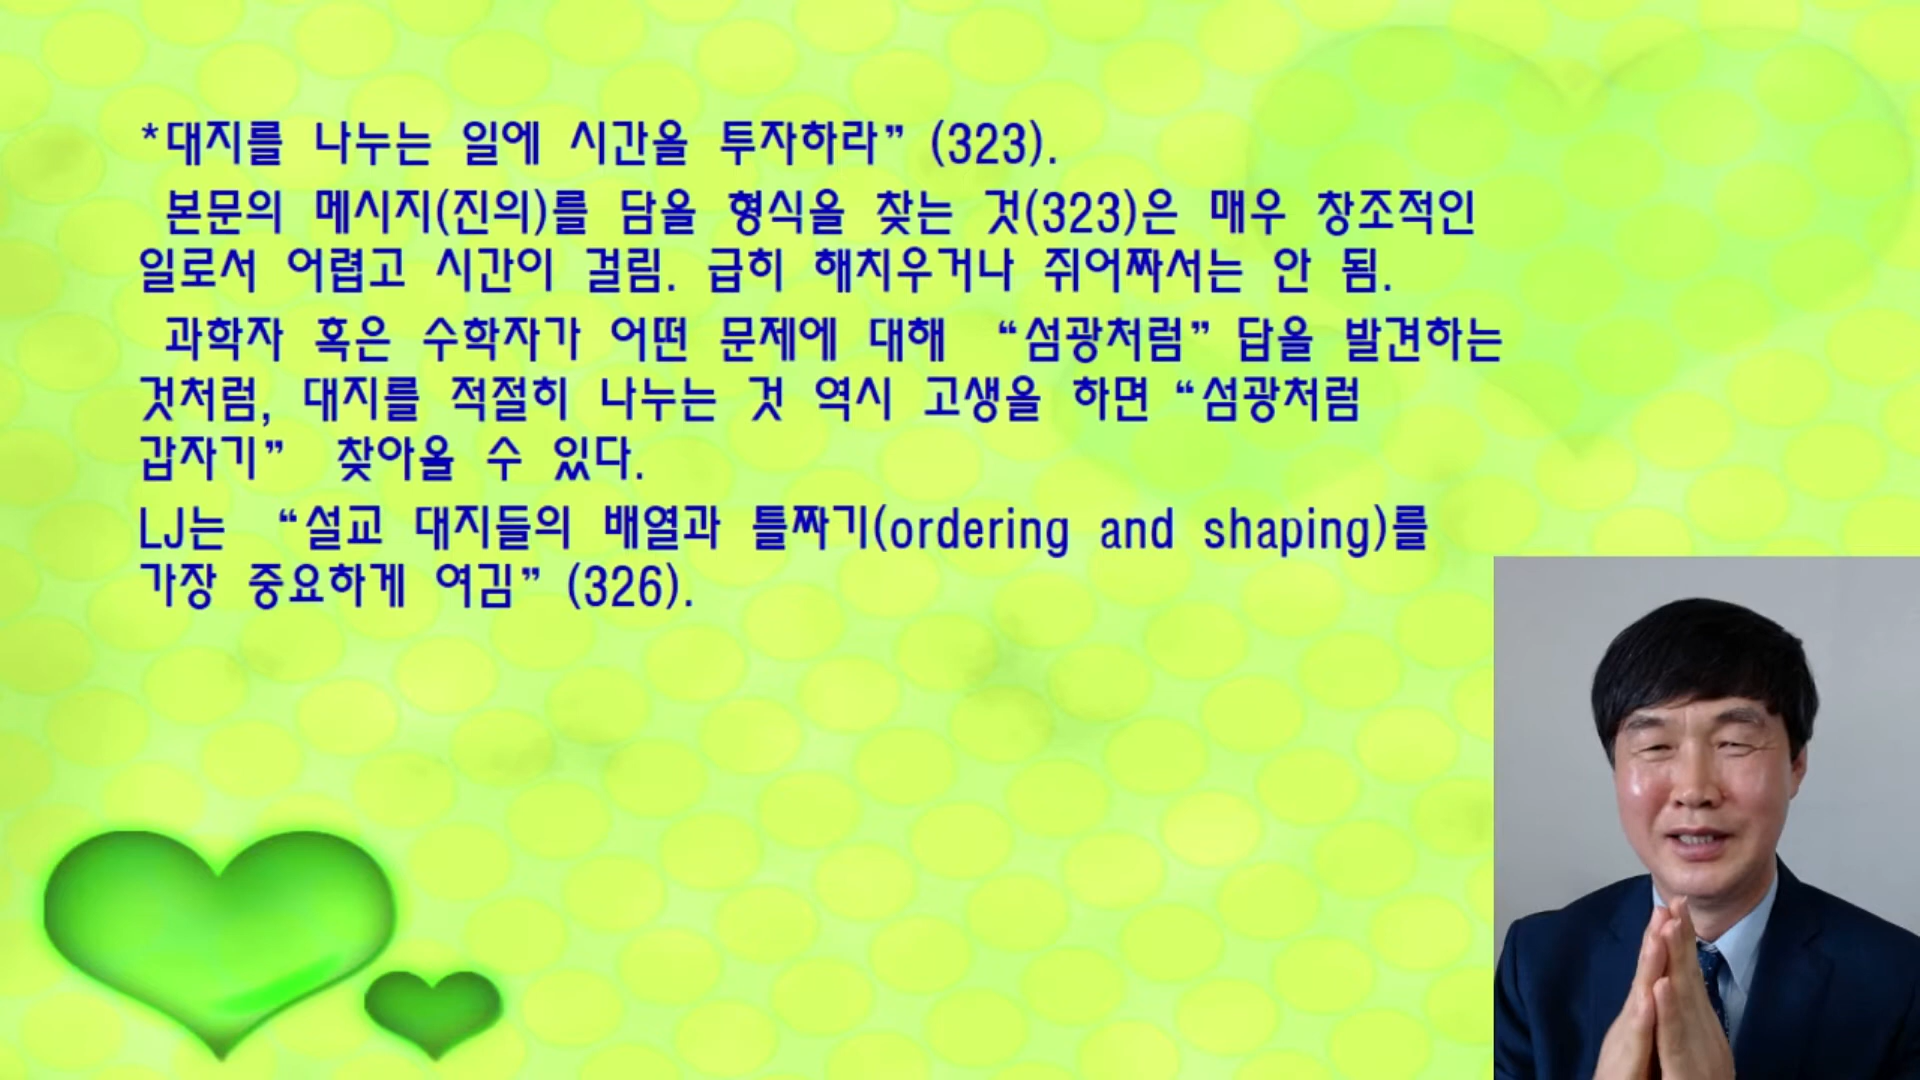 *대지를 나누는 일에 시간을 투자하라” (323).
본문의 메시지(진의)를 담을 형식을 찾는 것(323)은 매우 창조적인
일로서 어렵고 시간이 걸림. 급히 해치우거나 쥐어짜서는 안 됨.
과학자 혹은 수학자가 어떤 문제에 대해 “섬광처럼” 답을 발견하는
것처럼, 대지를 적절히 나누는 것 역시 고생을 하면 “섬광처럼
갑자기” 찾아올 수 있다.
LJ는 “설교 대지들의 배열과 틀짜기(ordering and shaping)를
가장 중요하게 여김” (326).